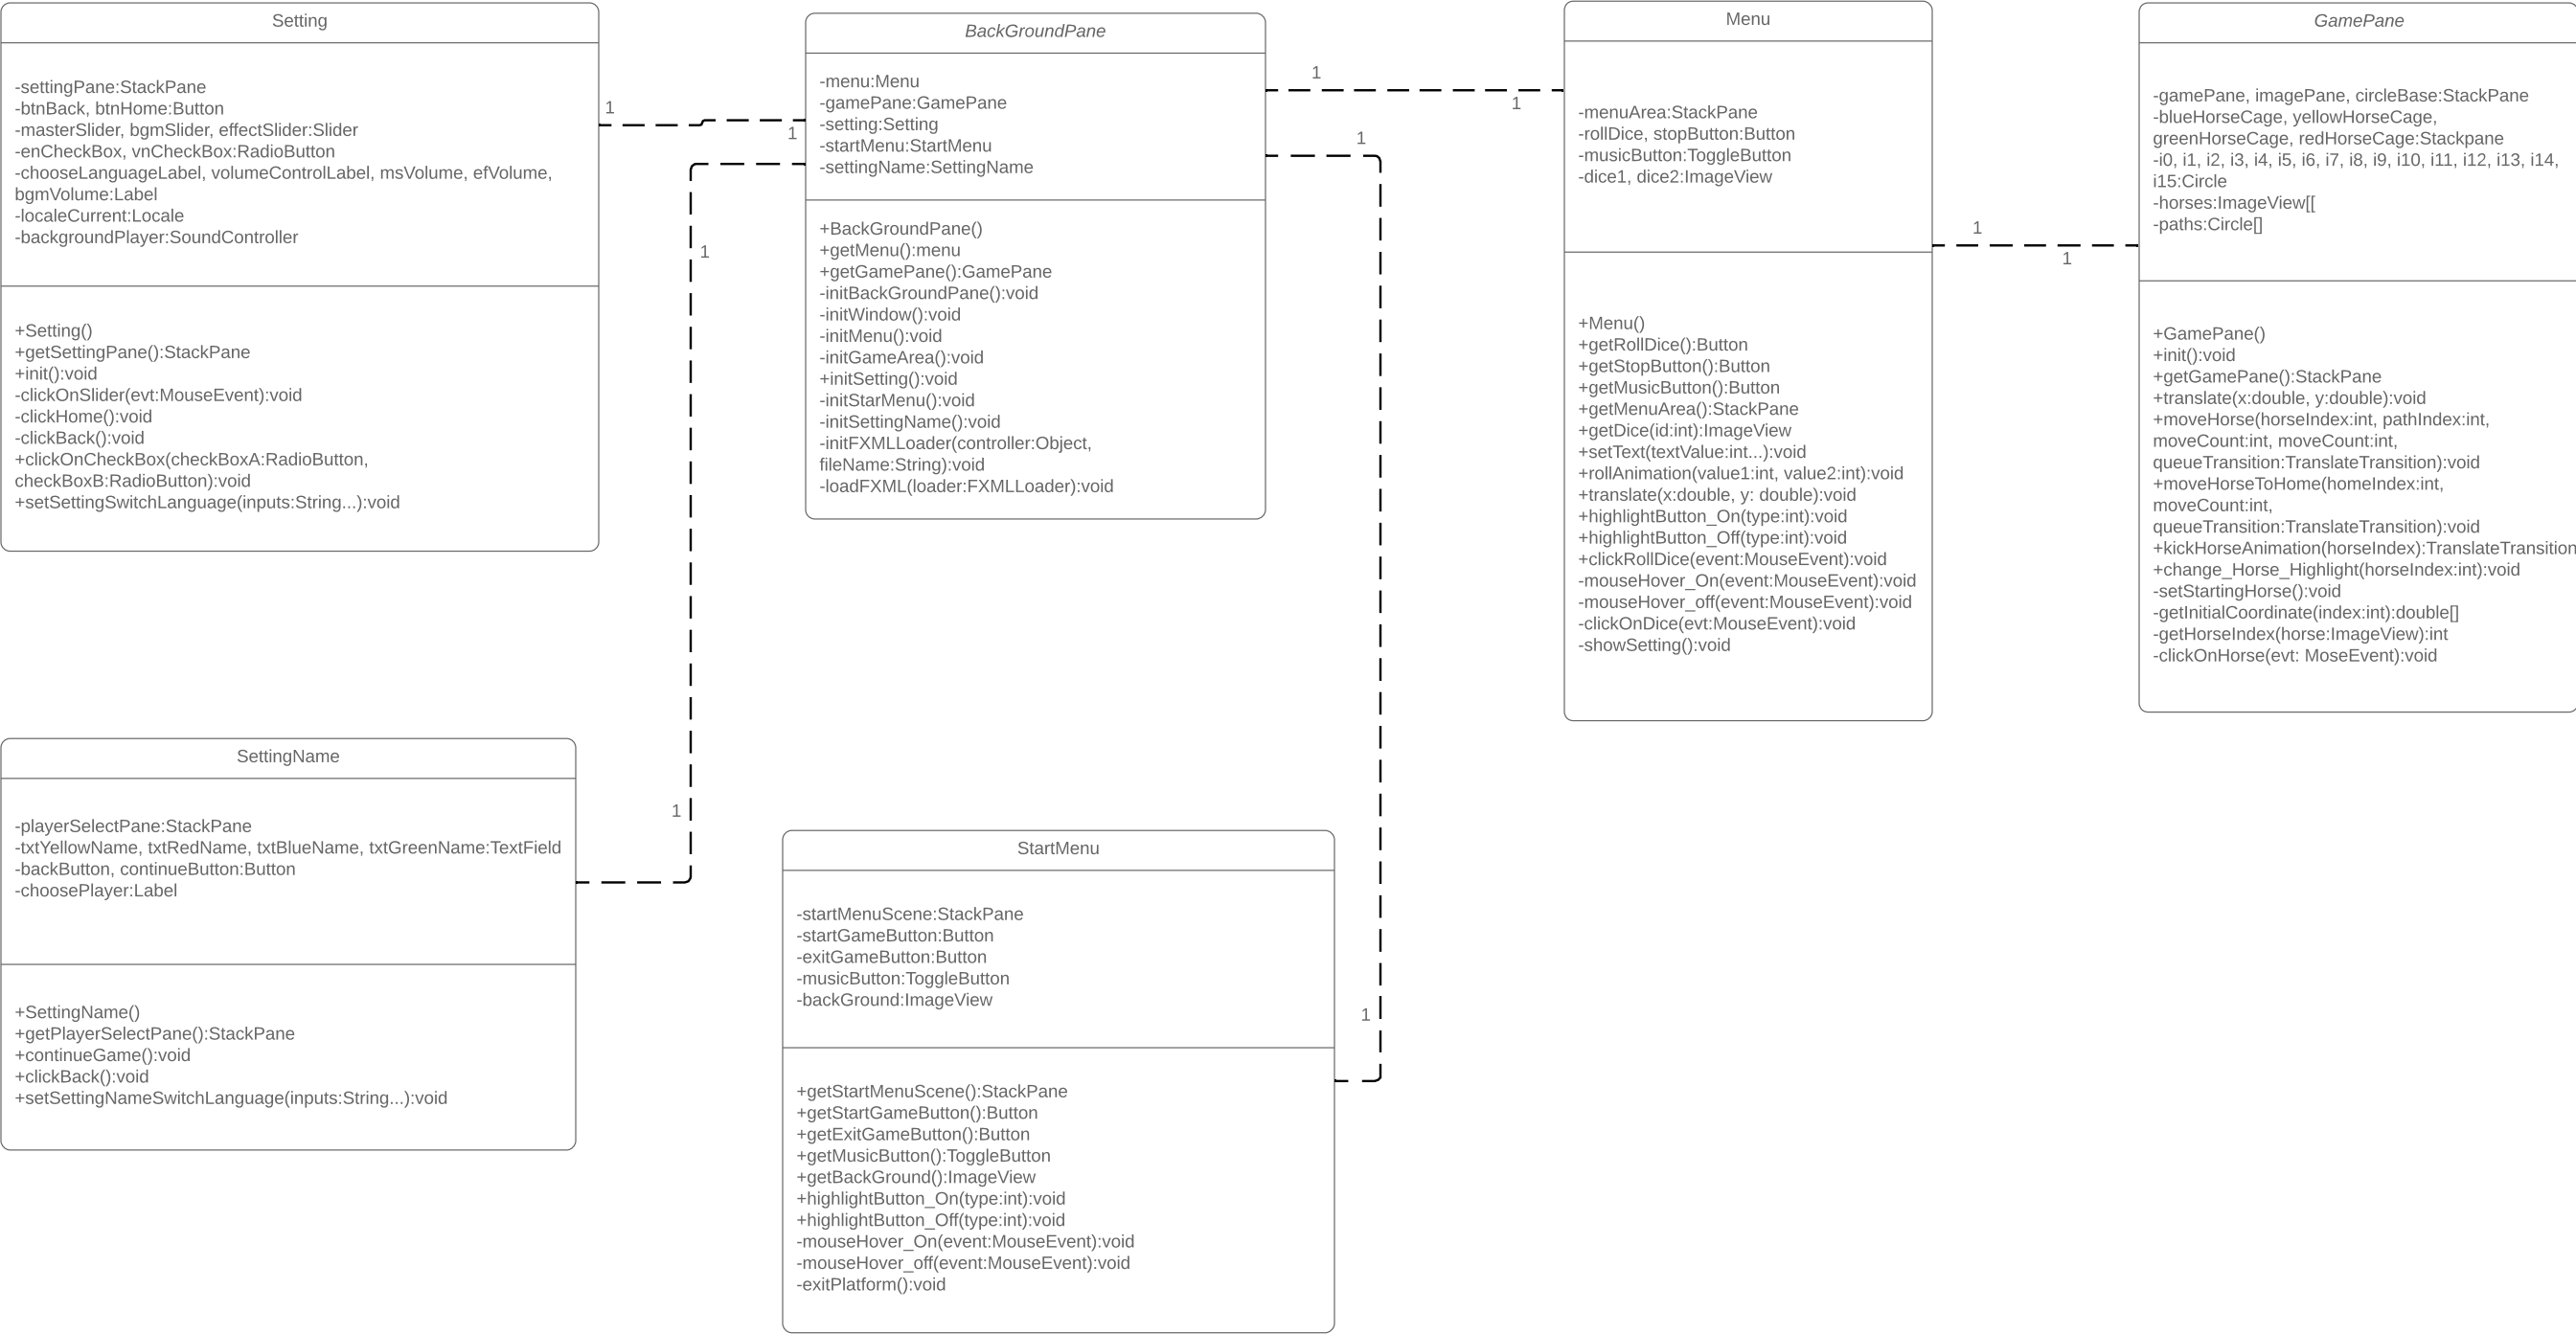 Setting
-settingPane:StackPane
-btnBack, btnHome:Button
-masterSlider, bgmSlider, effectSlider:Slider
-enCheckBox, vnCheckBox:RadioButton
-chooseLanguageLabel, volumeControlLabel, msVolume, efVolume,
bgmVolume:Label
-localeCurrent:Locale
-backgroundPlayer:SoundController
+Setting()
+getSettingPane():StackPane
+init():void
-clickOnSlider(evt:MouseEvent):void
-clickHome():void
-clickBack():void
+clickOnCheckBox(checkBoxA:RadioButton,
checkBoxB:RadioButton):void
+setSettingSwitchLanguage(inputs:String...):void
1
1
1
1
BackGroundPane
-menu:Menu
-gamePane:GamePane
-setting:Setting
-startMenu:StartMenu
-settingName:SettingName
+BackGroundPane()
+getMenu():menu
+getGamePane():GamePane
-initBackGroundPane():void
-initWindow():void
-initMenu():void
-initGameArea():void
+initSetting():void
-initStarMenu():void
-initSettingName():void
-initFXMLLoader(controller:Object,
fileName:String):void
-loadFXML(loader:FXMLLoader):void
1
1
1
1
Menu
-menuArea:StackPane
-rollDice, stopButton:Button
-musicButton:ToggleButton
-dice1, dice2:ImageView
+Menu()
+getRollDice():Button
+getStopButton():Button
+getMusicButton():Button
+getMenuArea():StackPane
+getDice(id:int):ImageView
+setText(textValue:int...):void
+rollAnimation(value1:int, value2:int):void
+translate(x:double, y: double):void
+highlightButton_On(type:int):void
+highlightButton_Off(type:int):void
+clickRollDice(event:MouseEvent):void
-mouseHover_On(event:MouseEvent):void
-mouseHover_off(event:MouseEvent):void
-clickOnDice(evt:MouseEvent):void
-showSetting():void
1
1
GamePane
-gamePane, imagePane, circleBase:StackPane
-blueHorseCage, yellowHorseCage,
greenHorseCage, redHorseCage:Stackpane
-i0, i1, i2, i3, i4, i5, i6, i7, i8, i9, i10, i11, i12, i13, i14,
i15:Circle
-horses:ImageView[[
-paths:Circle[]
+GamePane()
+init():void
+getGamePane():StackPane
+translate(x:double, y:double):void
+moveHorse(horseIndex:int, pathIndex:int,
moveCount:int, moveCount:int,
queueTransition:TranslateTransition):void
+moveHorseToHome(homeIndex:int,
moveCount:int,
queueTransition:TranslateTransition):void
+kickHorseAnimation(horseIndex):TranslateTransition
+change_Horse_Highlight(horseIndex:int):void
-setStartingHorse():void
-getInitialCoordinate(index:int):double[]
-getHorseIndex(horse:ImageView):int
-clickOnHorse(evt: MoseEvent):void
SettingName
-playerSelectPane:StackPane
-txtYellowName, txtRedName, txtBlueName, txtGreenName:TextField
-backButton, continueButton:Button
-choosePlayer:Label
+SettingName()
+getPlayerSelectPane():StackPane
+continueGame():void
+clickBack():void
+setSettingNameSwitchLanguage(inputs:String...):void
StartMenu
-startMenuScene:StackPane
-startGameButton:Button
-exitGameButton:Button
-musicButton:ToggleButton
-backGround:ImageView
+getStartMenuScene():StackPane
+getStartGameButton():Button
+getExitGameButton():Button
+getMusicButton():ToggleButton
+getBackGround():ImageView
+highlightButton_On(type:int):void
+highlightButton_Off(type:int):void
-mouseHover_On(event:MouseEvent):void
-mouseHover_off(event:MouseEvent):void
-exitPlatform():void